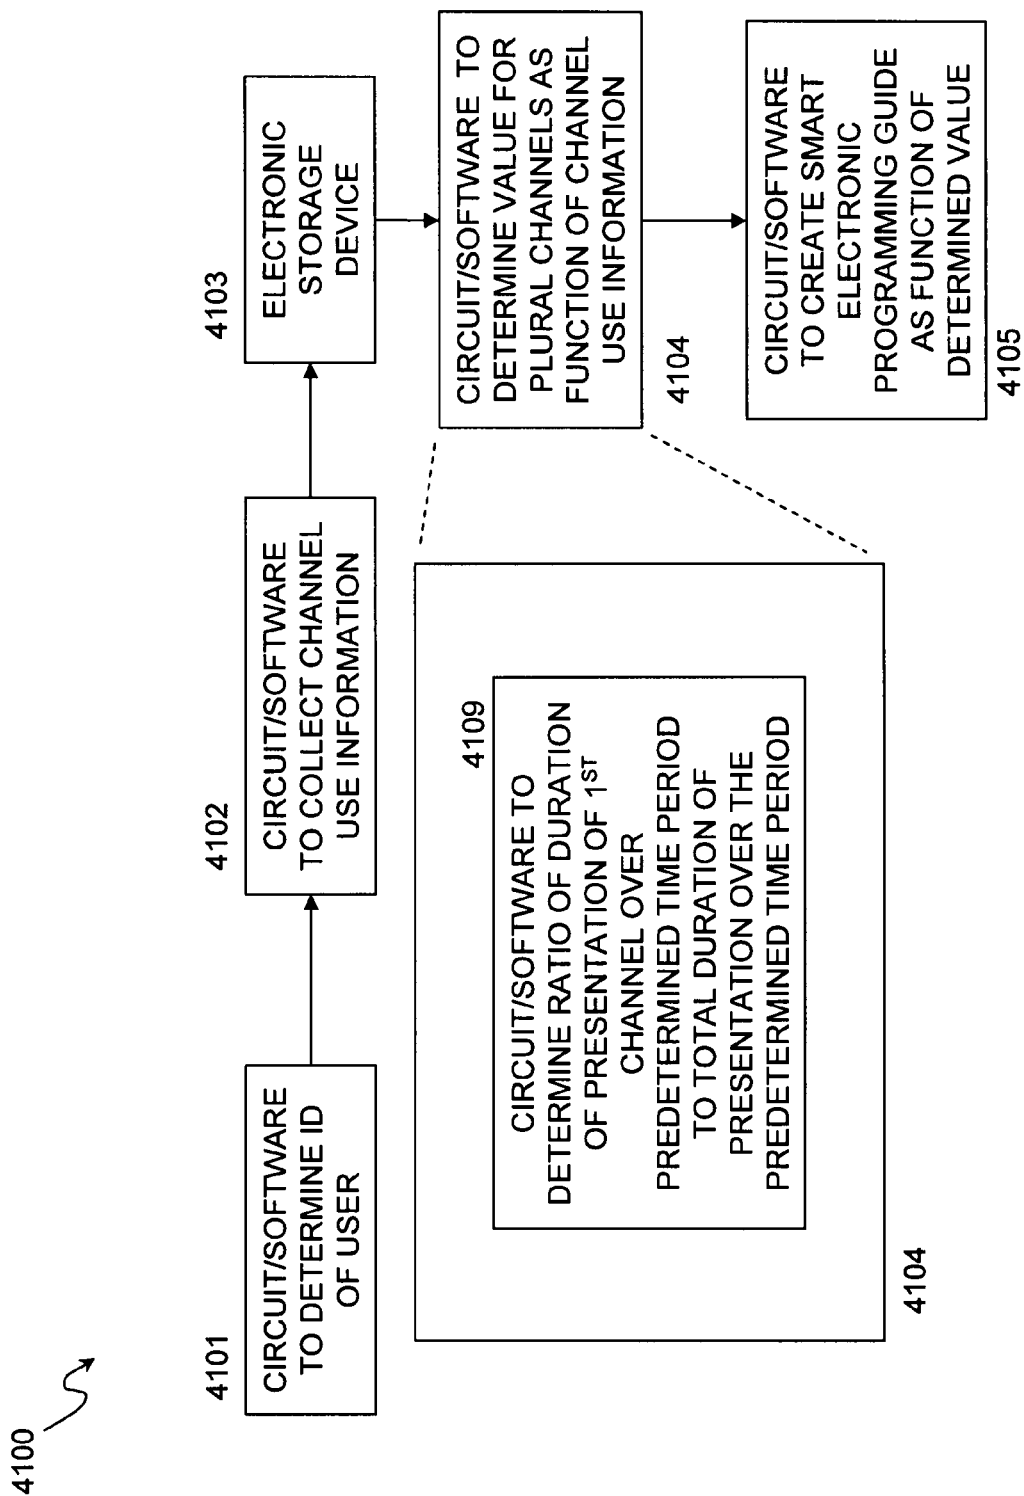 4100
4101
CIRCUIT/SOFTWARE
TO DETERMINE ID
OF USER
4102
CIRCUIT/SOFTWARE
TO COLLECT CHANNEL
USE INFORMATION
4103
ELECTRONIC
STORAGE
DEVICE
CIRCUIT/SOFTWARE TO
DETERMINE VALUE FOR
PLURAL CHANNELS AS
FUNCTION OF CHANNEL
USE INFORMATION
4104
CIRCUIT/SOFTWARE
TO CREATE SMART
ELECTRONIC
PROGRAMMING GUIDE
AS FUNCTION OF
DETERMINED VALUE
4105
4109
CIRCUIT/SOFTWARE TO
DETERMINE RATIO OF DURATION
OF PRESENTATION OF 1ST
CHANNEL OVER
PREDETERMINED TIME PERIOD
TO TOTAL DURATION OF
PRESENTATION OVER THE
PREDETERMINED TIME PERIOD
4104